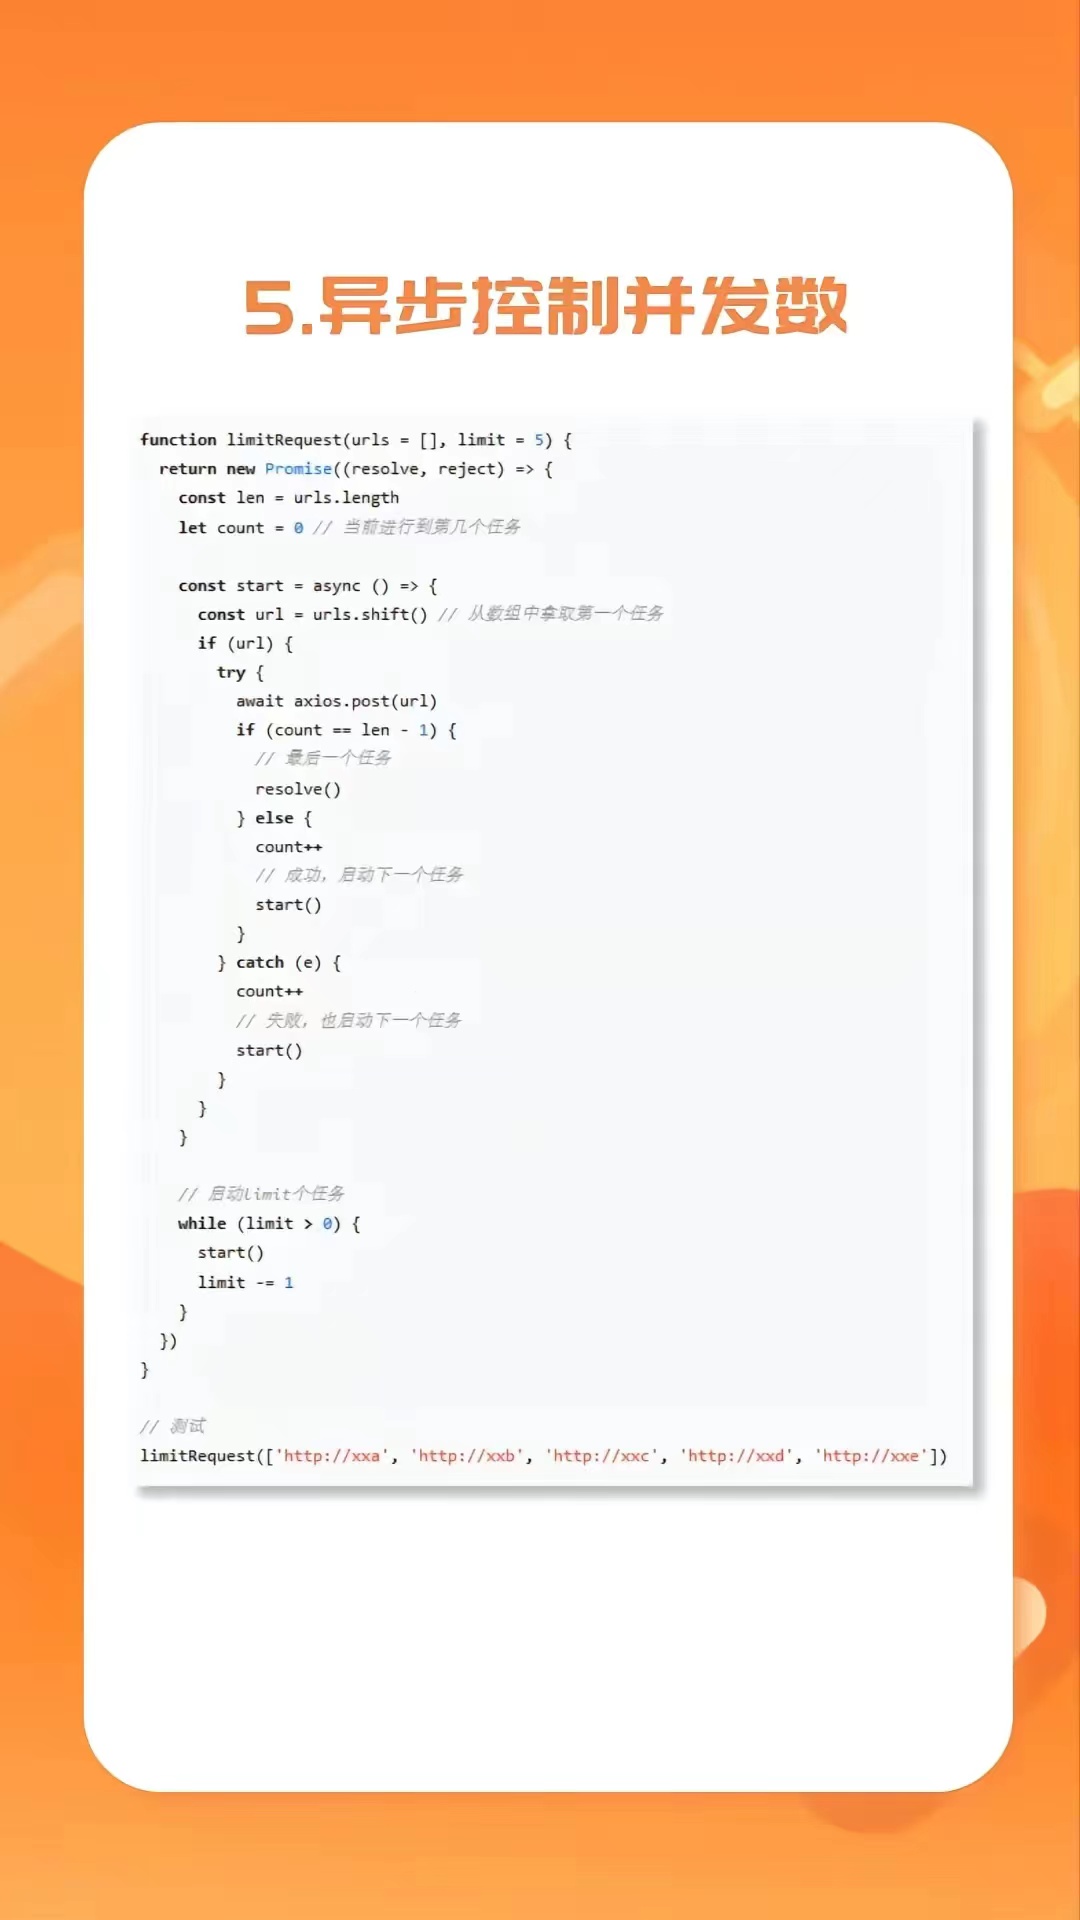 5.异步控制并发数
function limitRequest(urls = [], limit = 5) {
  return new Promise((resolve, reject) => {
    const len = urls.length
    let count = 0 // 当前进行到第几个任务

    const start = async () => {
      const url = urls.shift() // 从数组中拿取第一个任务
      if (url) {
        try {
          await axios.post(url)
          if (count == len - 1) {
            // 最后一个任务
            resolve()
          } else {
            count++
            // 成功，启动下一个任务
            start()
          }
        } catch (e) {
          count++
          // 失败，也启动下一个任务
          start()
        }
      }
    }

    // 启动limit个任务
    while (limit > 0) {
      start()
      limit -= 1
    }
  })
}

// 测试
limitRequest(['http://xxa', 'http://xxb', 'http://xxc', 'http://xxd', 'http://xxe'])